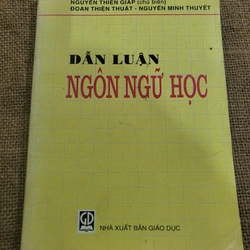 NGUYỄN THIỆN GIÁP (chủ biên)
ĐOÀN THIỆN THUẬT - NGUYỄN MINH THUYẾT
DẪN LUẬN
NGÔN NGỮ HỌC
GD
NHÀ XUẤT BẢN GIÁO DỤC